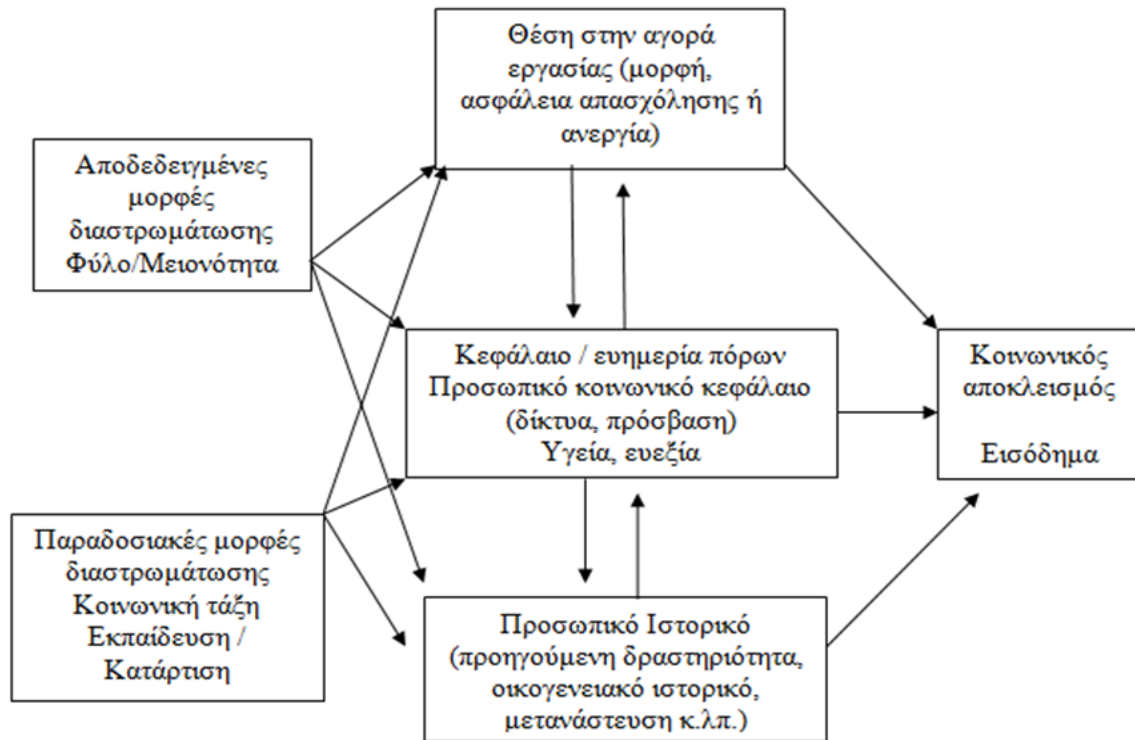 Θέση στην αγορά
εργασίας (μορφή,
ασφάλεια απασχόλησης ή
ανεργία)
Αποδεδειγμένες
μορφές
διαστρωμάτωσης
Φύλο/Μειονότητα
Κεφάλαιο / ευημερία πόρων
Προσωπικό κοινωνικό κεφάλαιο
(δίκτυα, πρόσβαση)
Υγεία, ευεξία
Κοινωνικός
αποκλεισμός
Εισόδημα
Παραδοσιακές μορφές
διαστρωμάτωσης
Κοινωνική τάξη
Εκπαίδευση /
Κατάρτιση
Προσωπικό Ιστορικό
(προηγούμενη δραστηριότητα,
οικογενειακό ιστορικό,
μετανάστευση κ.λπ.)